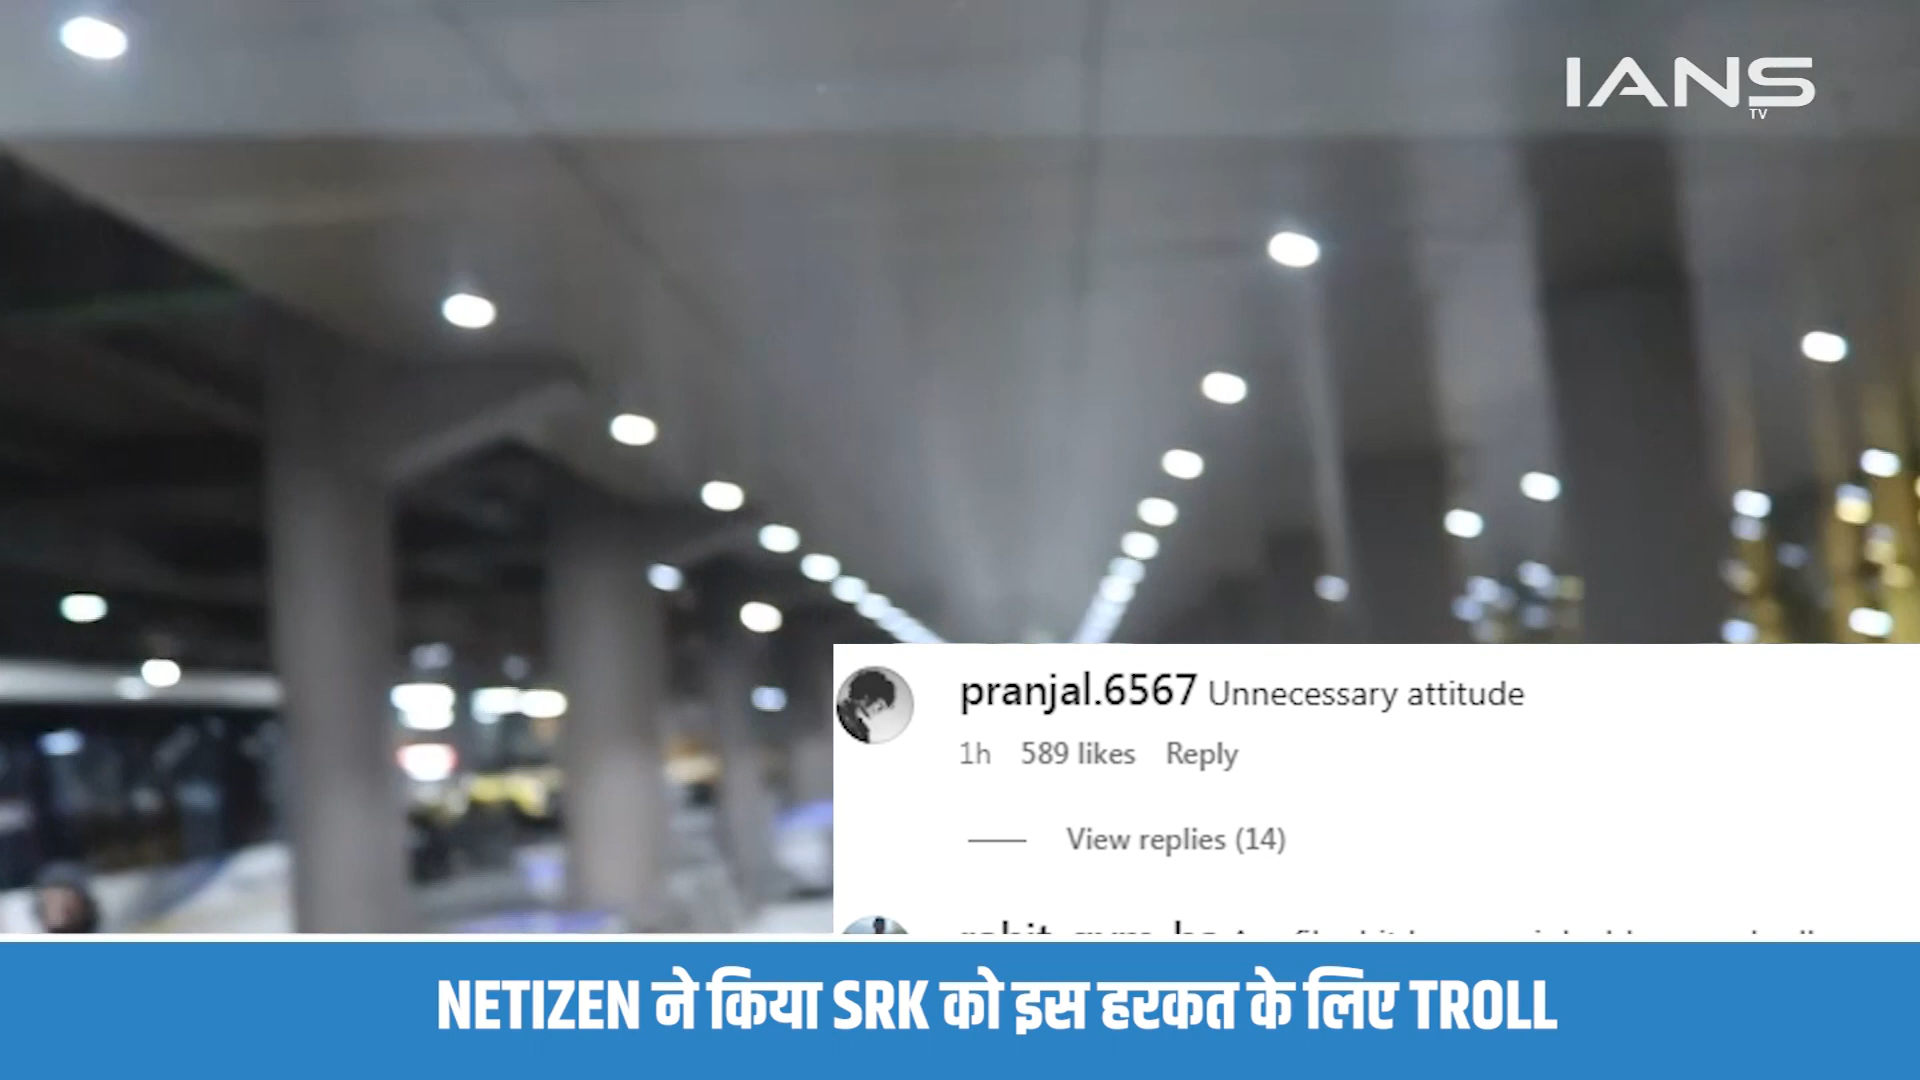 IANS
TV
pranjal.6567 Unnecessary attitude
1h 589 likes Reply
View replies (14)
NETIZEN ने किया SRK को इस हरकत के लिए TROLL